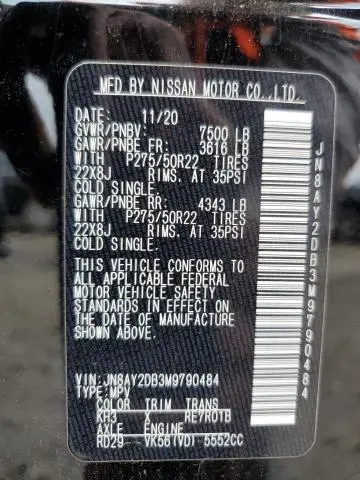 MFD BY NISSAN MOTOR CO.,LTD.
DATE: 11/20
GVWR/PNBV: 7500 LB
GAWR/PNBE FR: 3616 LB
WITH P275/50R22 TIRES
22X8J RIMS. AT 35PSI
COLD SINGLE.
GAWR/PNBE RR: 4343 LB
WITH P275/50R22 TIRES
22X8J RIMS. AT 35PSI
COLD SINGLE.
THIS VEHICLE CONFORMS TO
ALL APPLICABLE FEDERAL
MOTOR VEHICLE SAFETY
STANDARDS IN EFFECT ON
THE DATE OF MANUFACTURE
SHOWN ABOVE.
VIN:JN8AY2DB3M9790484
TYPE:MPV
COLOR TRIM TRANS
KH3 X RE7R01B
AXLE ENGINE
RD29 VK56(VD) 5552CC
JN8AY2DB3M9790484